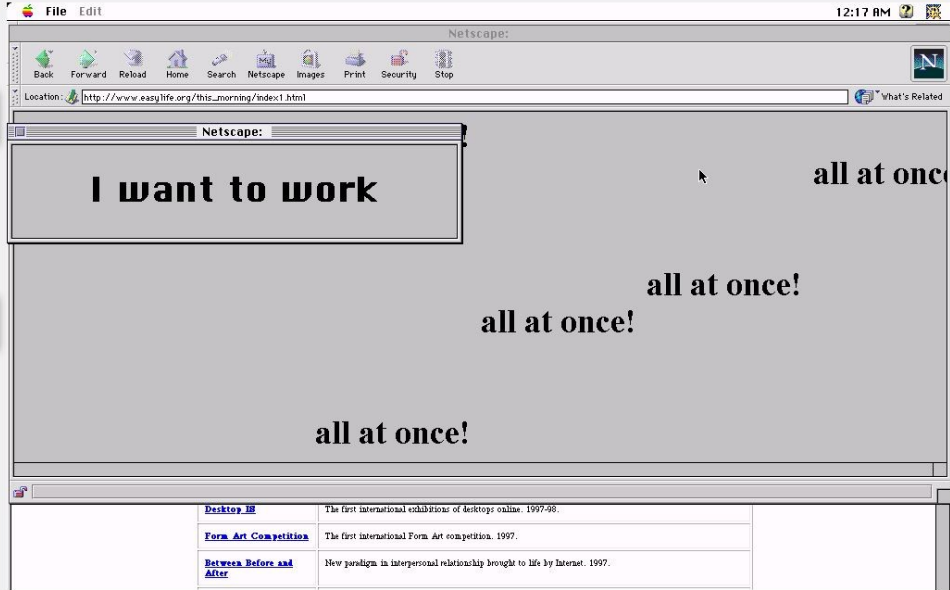 File Edit 12:17 AM
Netscape:
Back Forward Reload Home Search Netscape Images Print Security Stop
N
Location: http://www.easylife.org/this_morning/index1.html What's Related
Netscape:
!
I want to work
all at once
all at once!
all at once!
all at once!
Desktop IS The first international exhibitions of desktops online. 1997-98.
Form Art Competition The first international Form Art competition. 1997.
Between Before and New paradigm in interpersonal relationship brought to life by Internet. 1997.
After